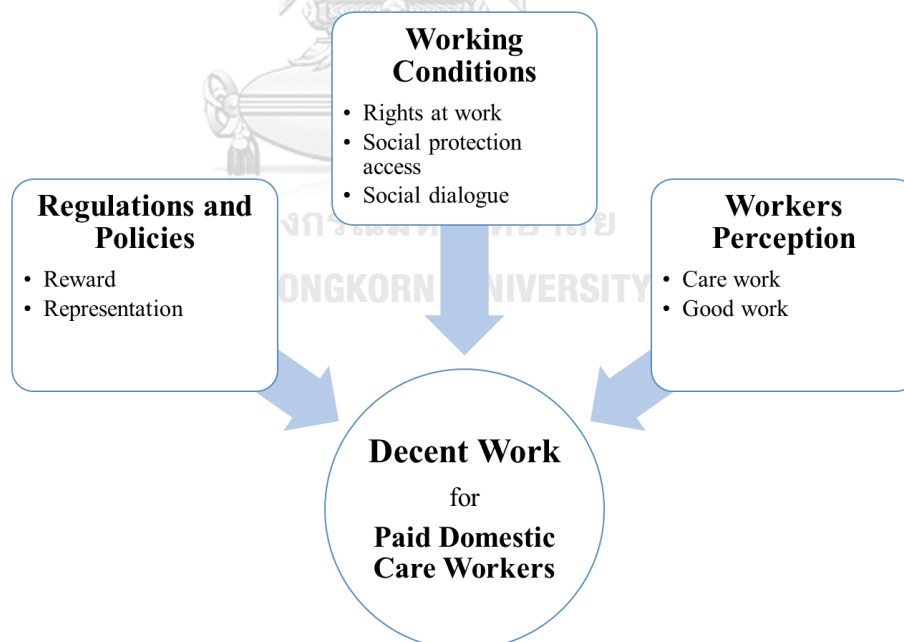 Working
Conditions
• Rights at work
• Social protection
access
• Social dialogue
Regulations and
Policies
• Reward
• Representation
Workers
Perception
• Care work
• Good work
UNIVERSITY
Decent Work
for
Paid Domestic
Care Workers